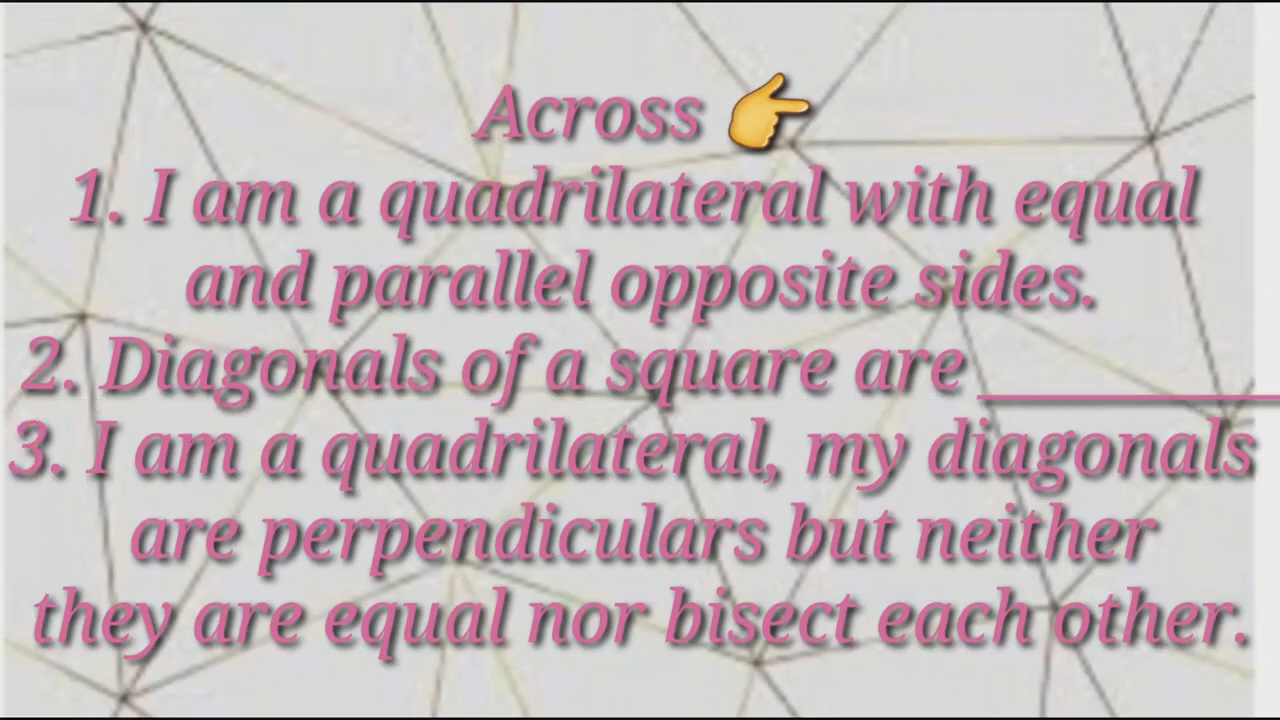 Across 👉
1. I am a quadrilateral with equal
and parallel opposite sides.
2. Diagonals of a square are __________
3. I am a quadrilateral, my diagonals
are perpendiculars but neither
they are equal nor bisect each other.